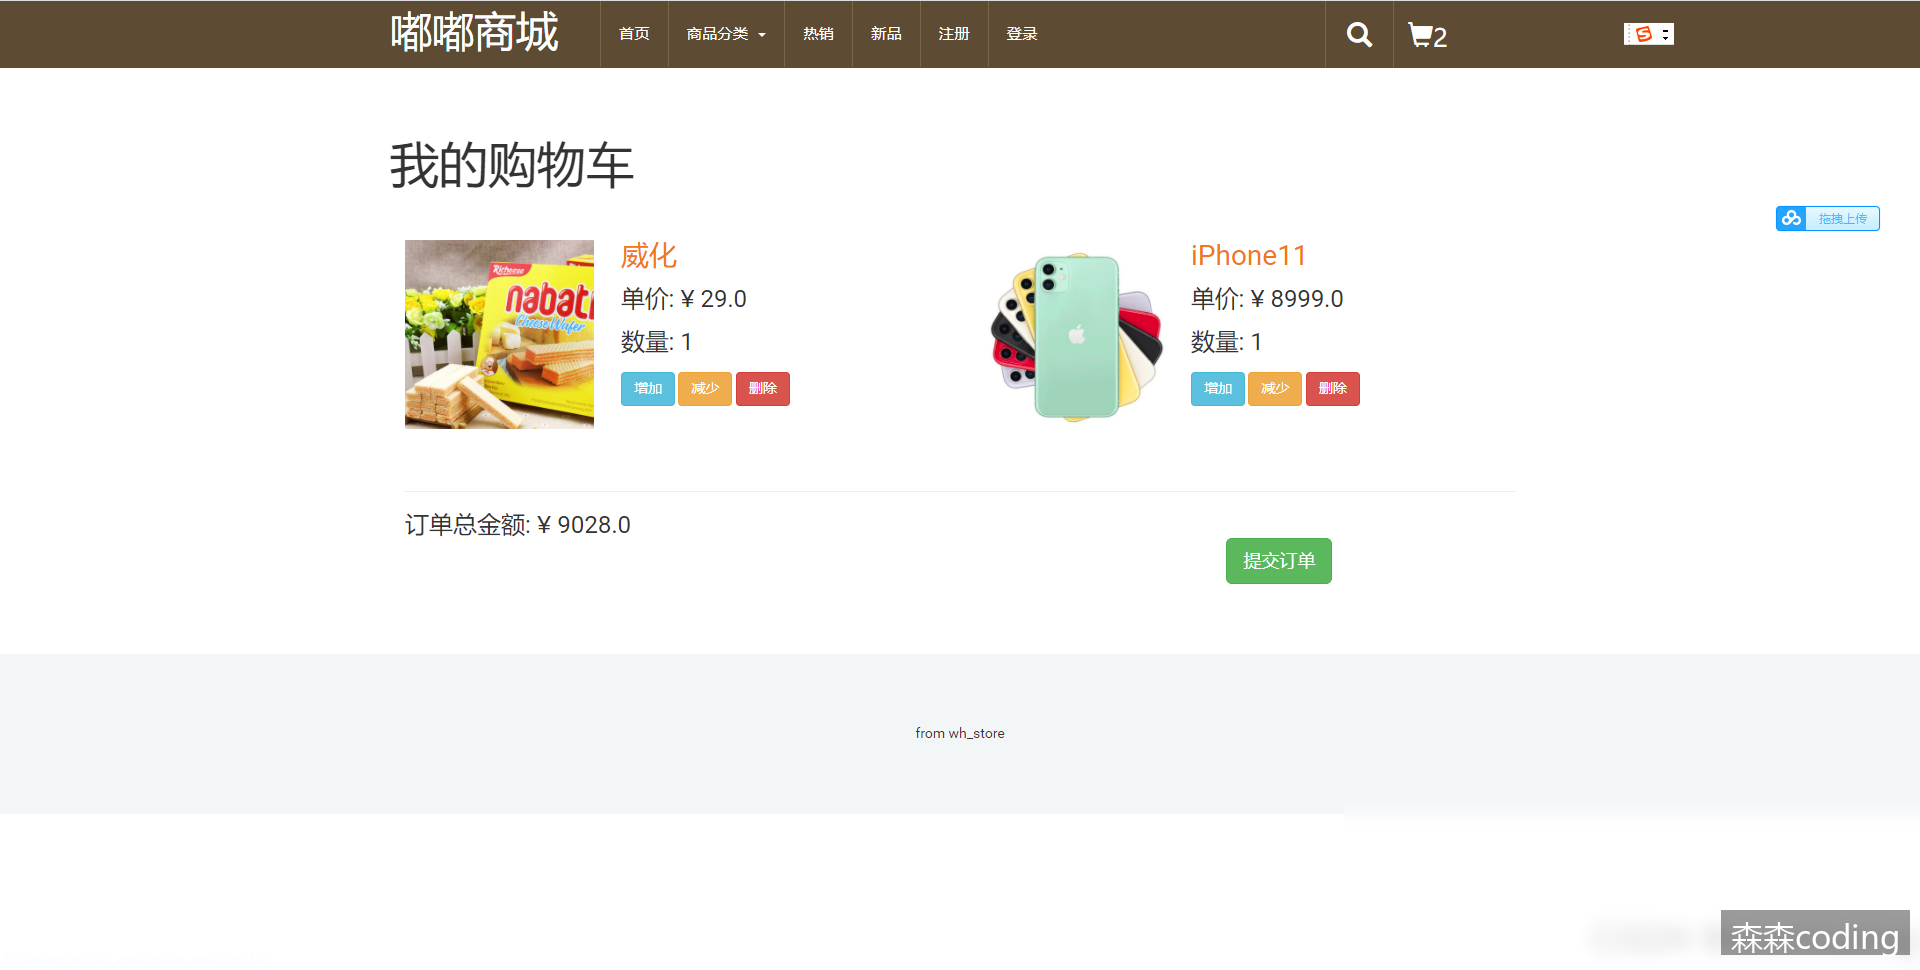 嘟嘟商城
首页
商品分类
热销
新品
注册
登录
2
我的购物车
拖拽上传
Richeese
nabati
Cheese Wafer
威化
单价: ¥ 29.0
数量: 1
增加 减少 删除
iPhone11
单价: ¥ 8999.0
数量: 1
增加 减少 删除
订单总金额: ¥ 9028.0
提交订单
from wh_store
森森coding